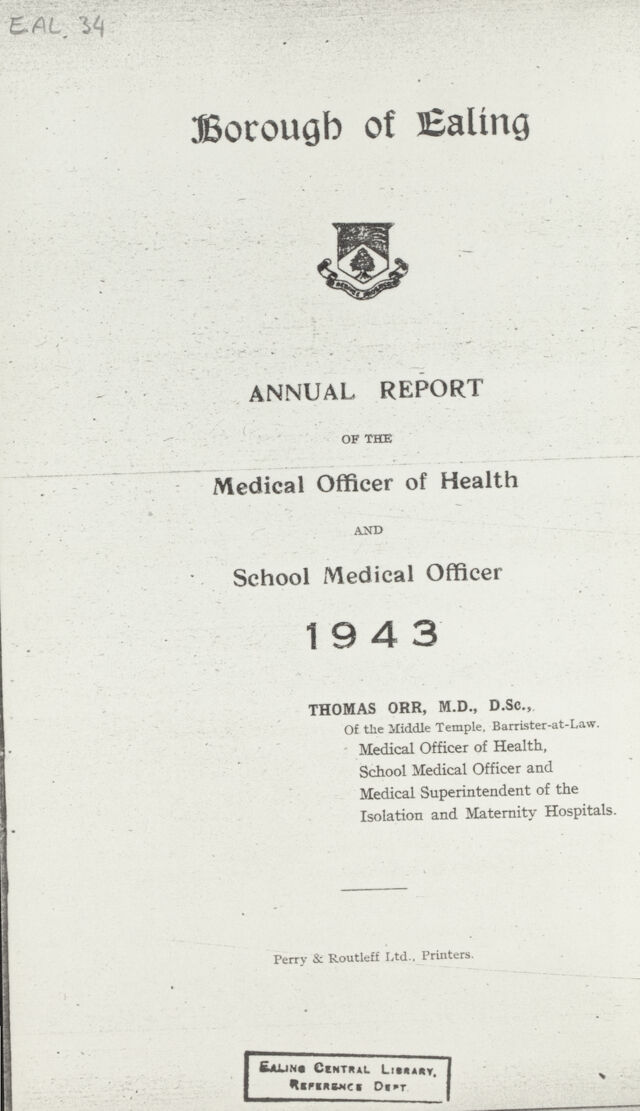 EAL. 34
Borough of Ealing
ANNUAL REPORT
OF THE
Medical Officer of Health
AND
School Medical Officer
1943
THOMAS ORR, M.D., D.Sc.,
Of the Middle Temple, Barrister-at-Law.
Medical Officer of Health,
School Medical Officer and
Medical Superintendent of the
Isolation and Maternity Hospitals.
Perry & Routleff Ltd., Printers.
EALING CENTRAL LIBRARY,
REFERENCE DEPT